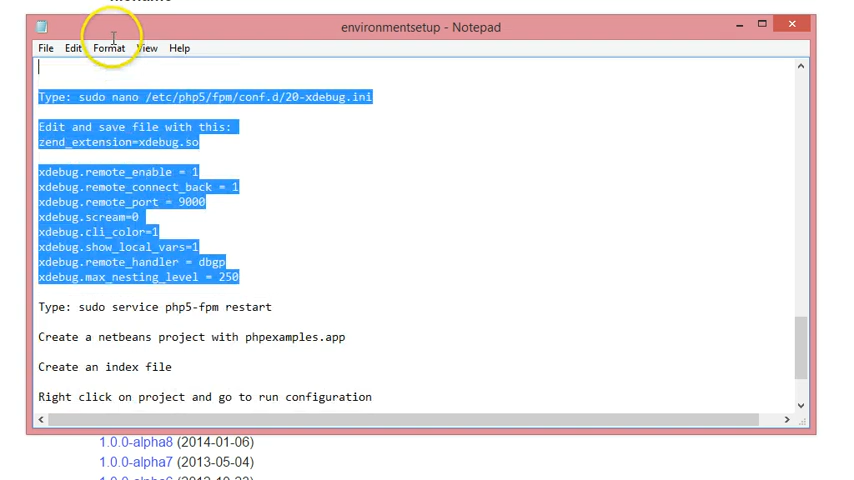 environmentsetup - Notepad
File Edit Format View Help
Type: sudo nano /etc/php5/fpm/conf.d/20-xdebug.ini
Edit and save file with this:
zend_extension=xdebug.so
xdebug.remote_enable = 1
xdebug.remote_connect_back = 1
xdebug.remote_port = 9000
xdebug.scream=0
xdebug.cli_color=1
xdebug.show_local_vars=1
xdebug.remote_handler = dbgp
xdebug.max_nesting_level = 250
Type: sudo service php5-fpm restart
Create a netbeans project with phpexamples.app
Create an index file
Right click on project and go to run configuration
1.0.0-alpha8 (2014-01-06)
1.0.0-alpha7 (2013-05-04)